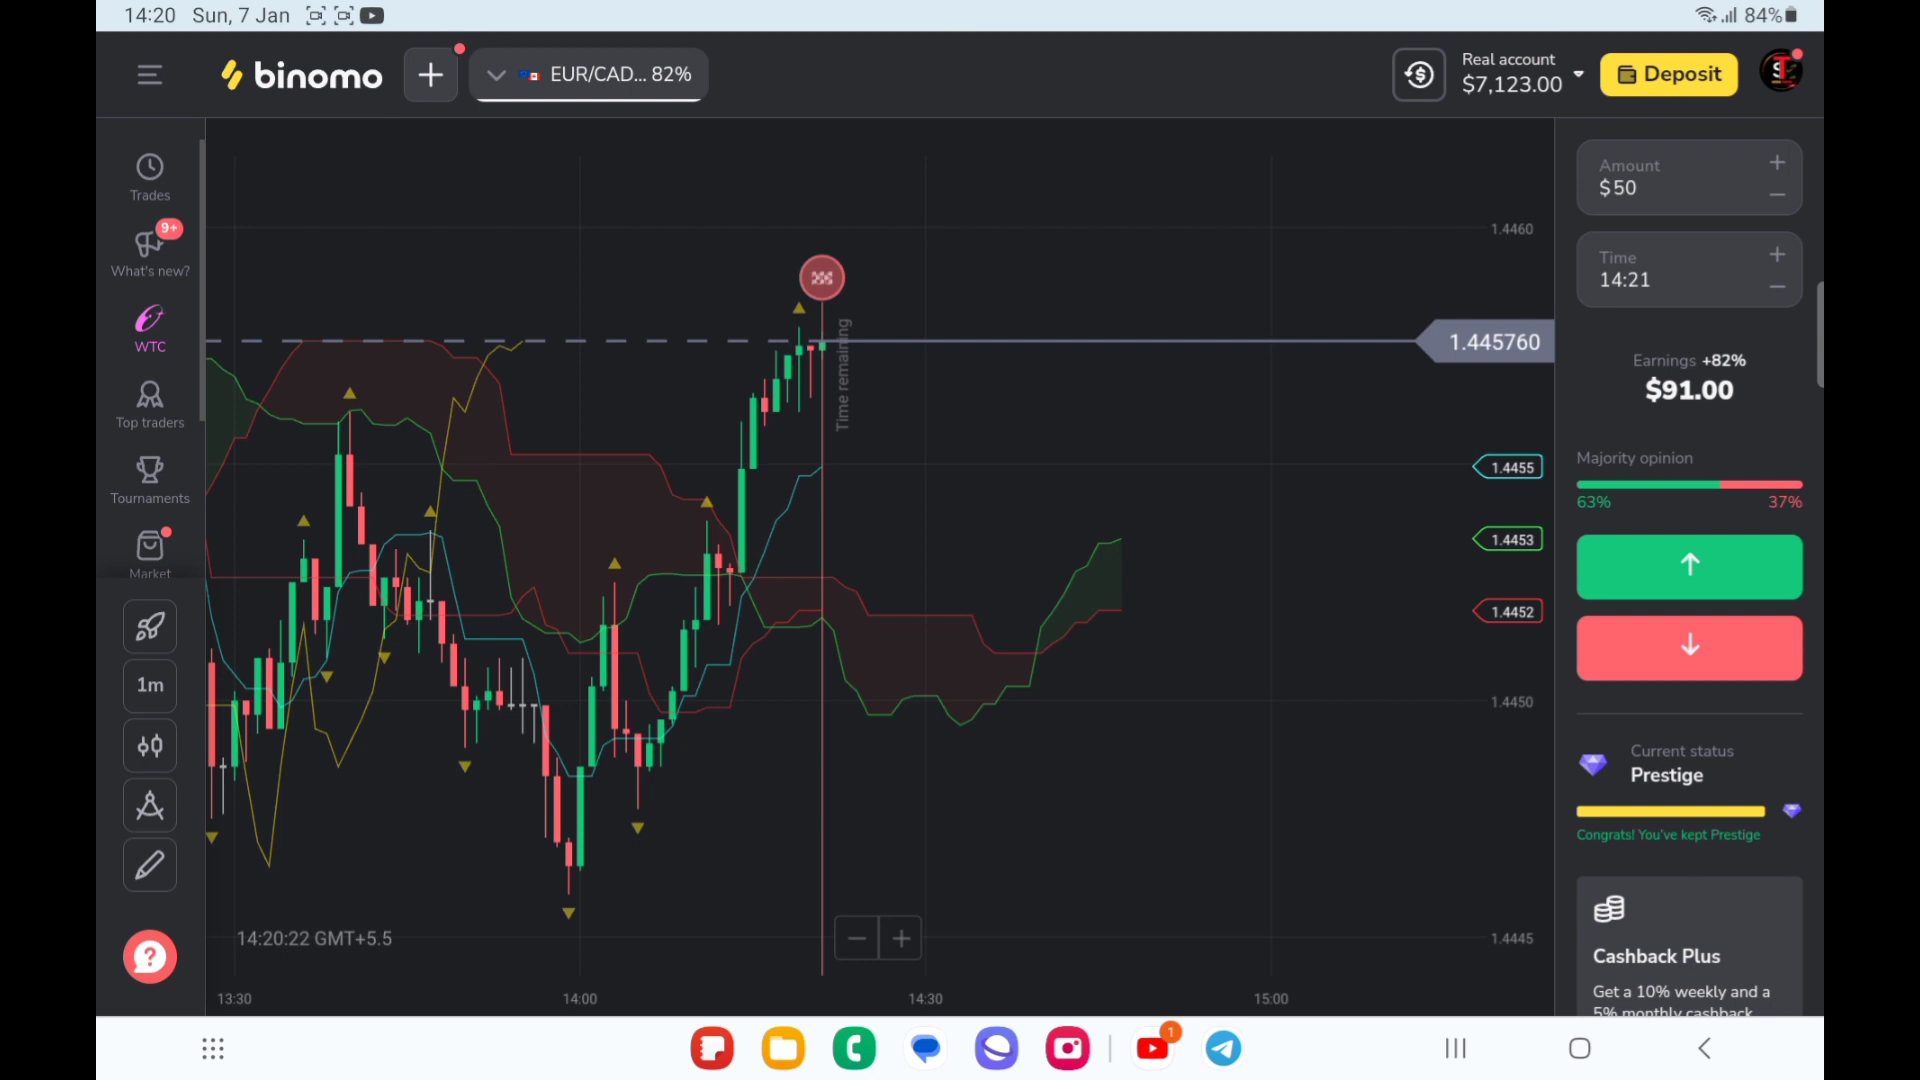 14:20 Sun, 7 Jan
84%
binomo
EUR/CAD... 82%
Real account
$7,123.00
Deposit
Trades
9+
What's new?
WTC
Top traders
Tournaments
Market
1m
1.4460
1.445760
Time remaining
1.4455
1.4453
1.4452
1.4450
1.4445
14:20:22 GMT+5.5
13:30
14:00
14:30
15:00
Amount
$50
Time
14:21
Earnings +82%
$91.00
Majority opinion
63% 37%
Current status
Prestige
Congrats! You've kept Prestige
Cashback Plus
Get a 10% weekly and a
5% monthly cashback
1